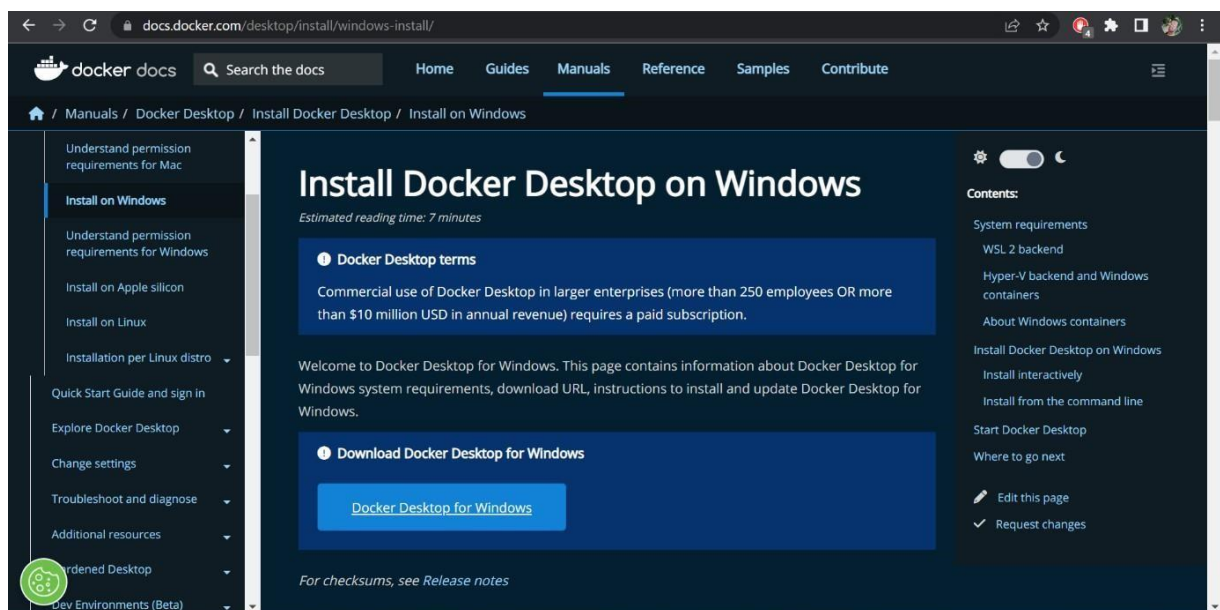 docs.docker.com/desktop/install/windows-install/
4
docker docs
Search the docs
Home Guides Manuals Reference Samples Contribute
/ Manuals / Docker Desktop / Install Docker Desktop / Install on Windows
Understand permission
requirements for Mac
Install on Windows
Understand permission
requirements for Windows
Install on Apple silicon
Install on Linux
Installation per Linux distro
Quick Start Guide and sign in
Explore Docker Desktop
Change settings
Troubleshoot and diagnose
Additional resources
rdened Desktop
Dev Environments (Beta)
Install Docker Desktop on Windows
Estimated reading time: 7 minutes
Docker Desktop terms
Commercial use of Docker Desktop in larger enterprises (more than 250 employees OR more
than $10 million USD in annual revenue) requires a paid subscription.
Welcome to Docker Desktop for Windows. This page contains information about Docker Desktop for
Windows system requirements, download URL, instructions to install and update Docker Desktop for
Windows.
Download Docker Desktop for Windows
Docker Desktop for Windows
For checksums, see Release notes
Contents:
System requirements
WSL 2 backend
Hyper-V backend and Windows
containers
About Windows containers
Install Docker Desktop on Windows
Install interactively
Install from the command line
Start Docker Desktop
Where to go next
Edit this page
Request changes